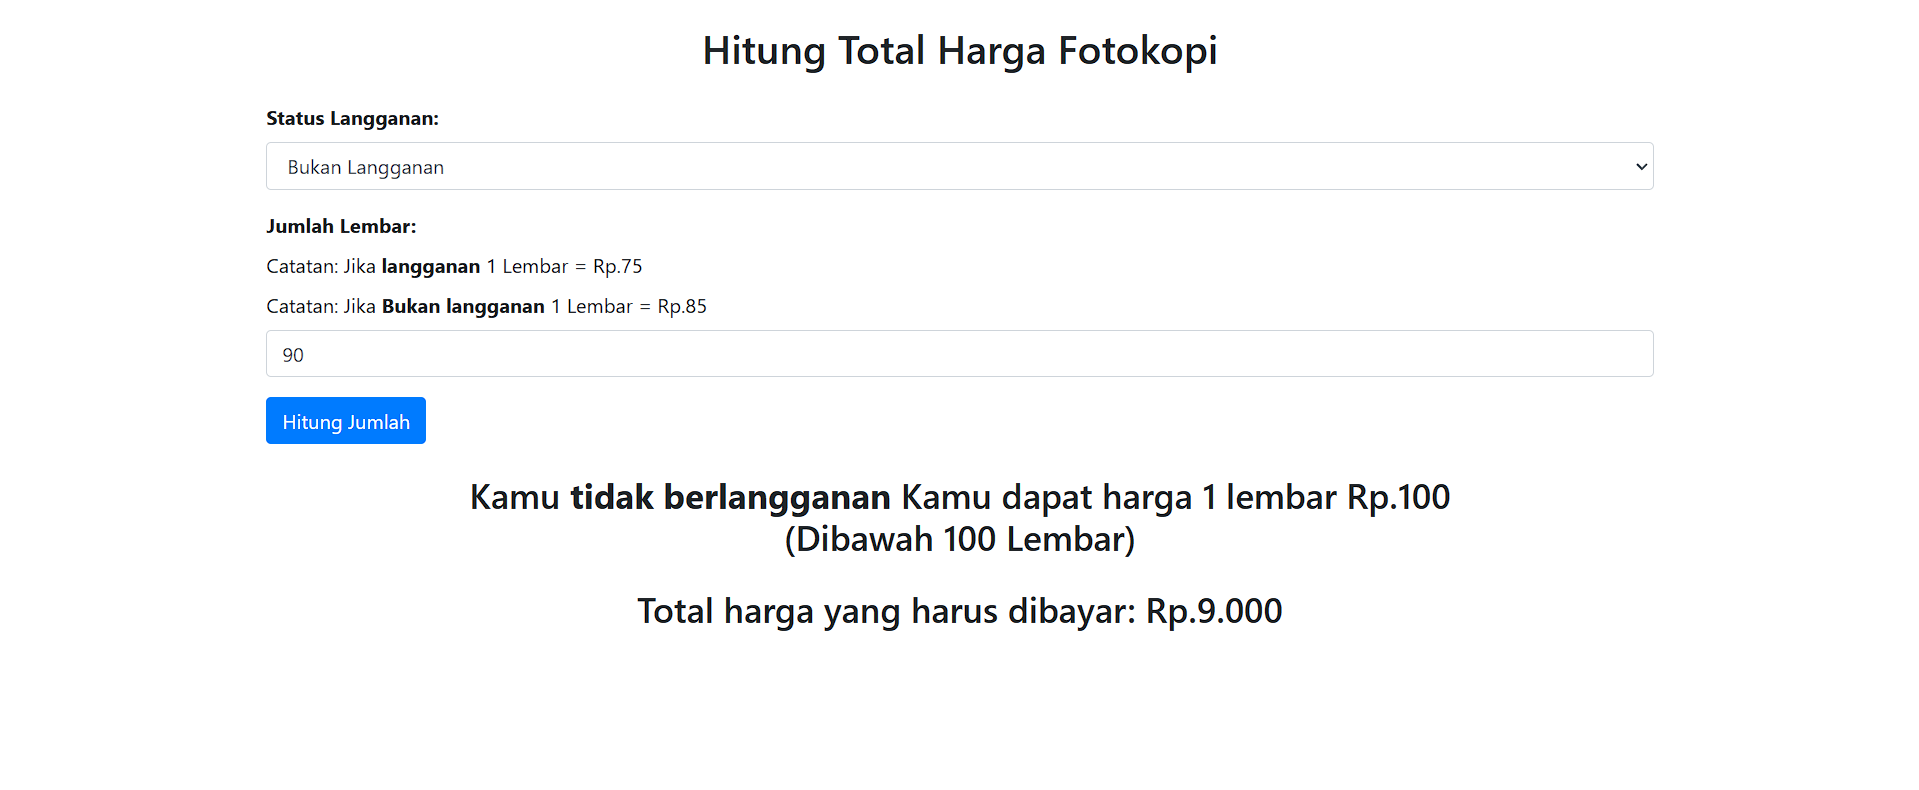 Hitung Total Harga Fotokopi
Status Langganan:
Bukan Langganan
Jumlah Lembar:
Catatan: Jika langganan 1 Lembar = Rp.75
Catatan: Jika Bukan langganan 1 Lembar = Rp.85
90
Hitung Jumlah
Kamu tidak berlangganan Kamu dapat harga 1 lembar Rp.100
(Dibawah 100 Lembar)
Total harga yang harus dibayar: Rp.9.000